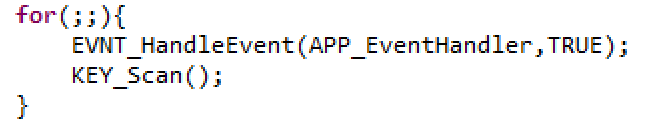 for(;;){
EVNT_HandleEvent(APP_EventHandler,TRUE);
KEY_Scan();
}